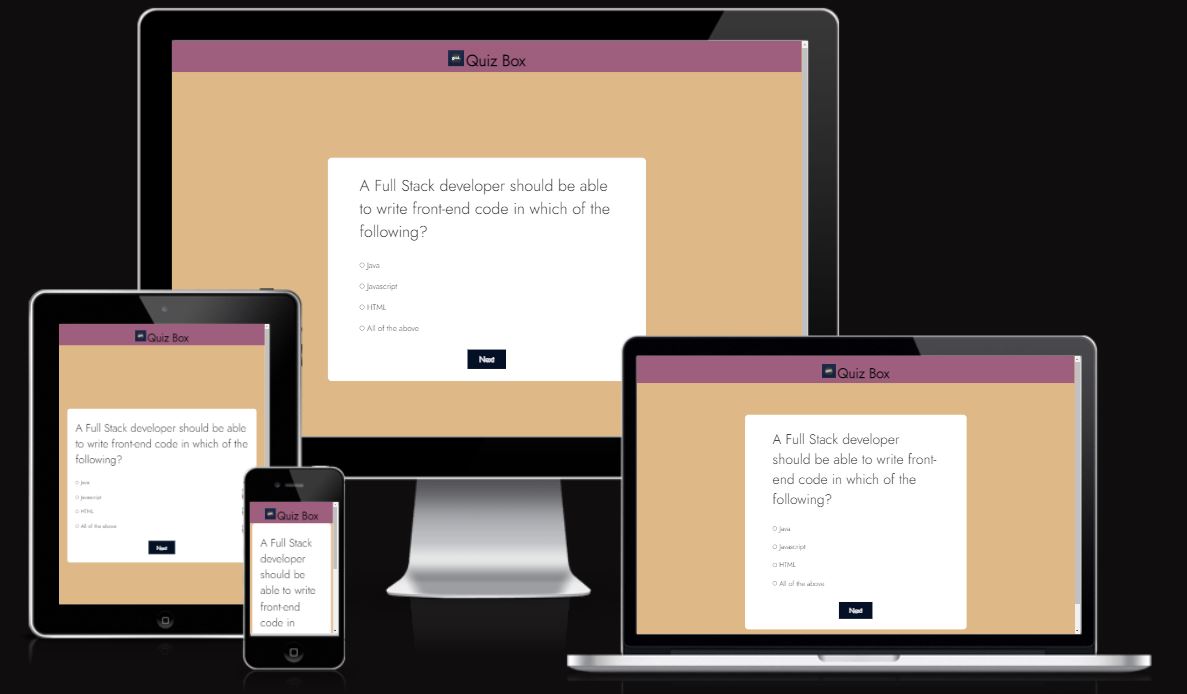 Quiz Box
A Full Stack developer should be able
to write front-end code in which of the
following?
Java
Javascript
HTML
All of the above
Next
Quiz Box
A Full Stack developer should be able
to write front-end code in which of the
following?
Java
Javascript
HTML
All of the above
Next
Quiz Box
A Full Stack
developer
should be
able to write
front-end
code in
Quiz Box
A Full Stack developer
should be able to write front-
end code in which of the
following?
Java
Javascript
HTML
All of the above
Next